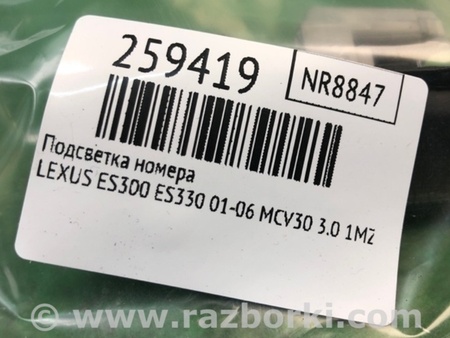 259419
NR8847
Подсветка номера
LEXUS ES300 ES330 01-06 MCV30 3.0 1MZ
www.razborki.com